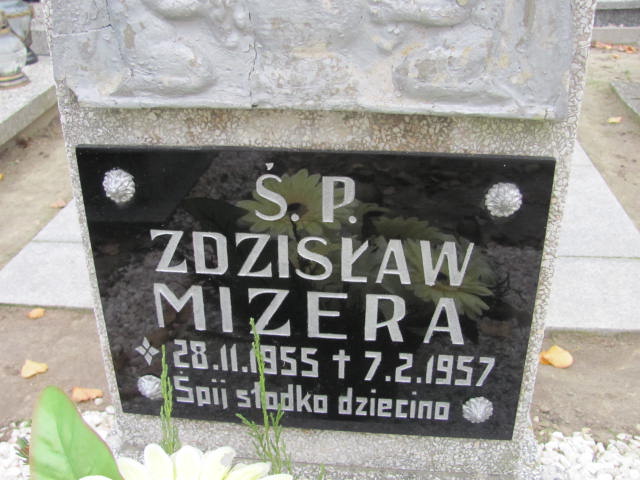 Ś. P.
ZDZISŁAW
MIZERA
28.11.1955 † 7.2.1957
Śpij słodko dziecino